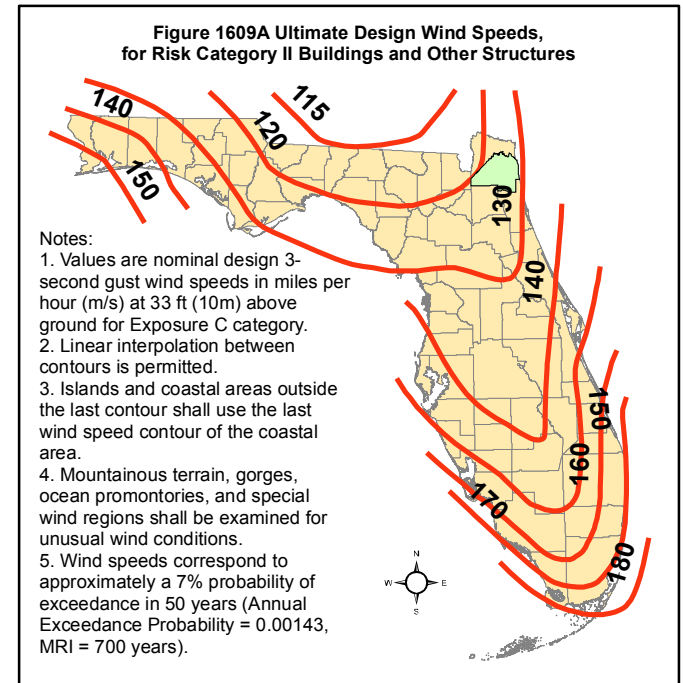 Figure 1609A Ultimate Design Wind Speeds,
for Risk Category II Buildings and Other Structures
140
115
120
150
130
140
150
160
170
180
Notes:
1. Values are nominal design 3-
second gust wind speeds in miles per
hour (m/s) at 33 ft (10m) above
ground for Exposure C category.
2. Linear interpolation between
contours is permitted.
3. Islands and coastal areas outside
the last contour shall use the last
wind speed contour of the coastal
area.
4. Mountainous terrain, gorges,
ocean promontories, and special
wind regions shall be examined for
unusual wind conditions.
5. Wind speeds correspond to
approximately a 7% probability of
exceedance in 50 years (Annual
Exceedance Probability = 0.00143,
MRI = 700 years).
N
W E
S